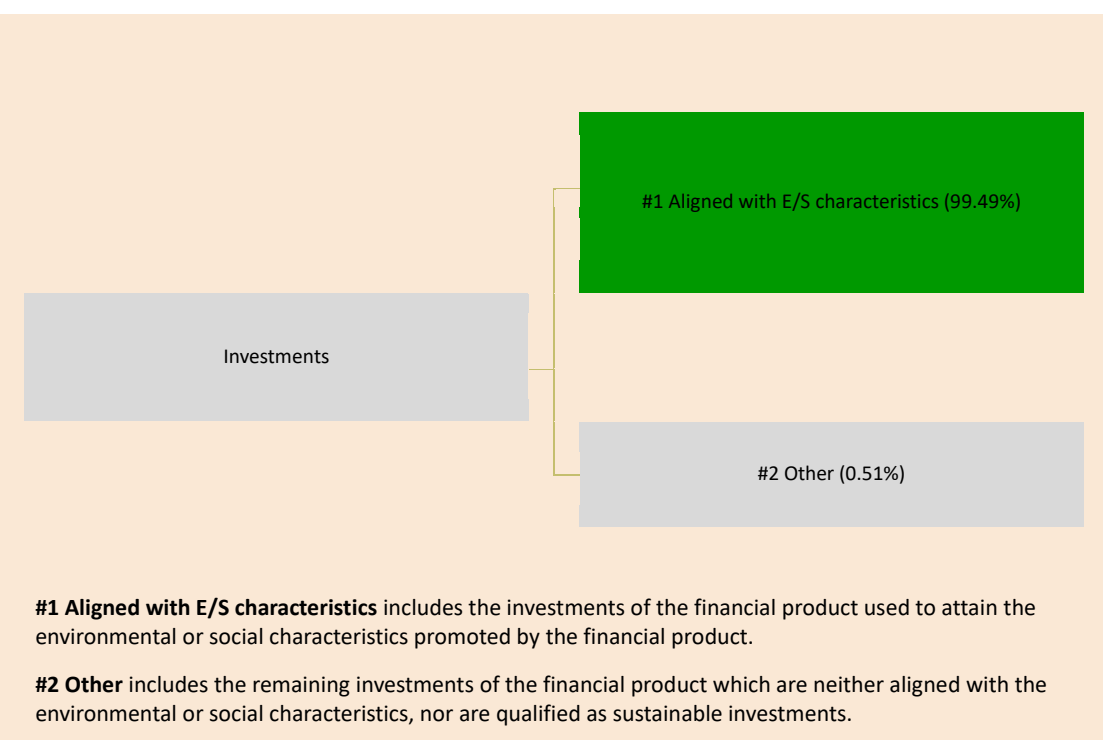 #1 Aligned with E/S characteristics (99.49%)
Investments
#2 Other (0.51%)
#1 Aligned with E/S characteristics includes the investments of the financial product used to attain the
environmental or social characteristics promoted by the financial product.
#2 Other includes the remaining investments of the financial product which are neither aligned with the
environmental or social characteristics, nor are qualified as sustainable investments.